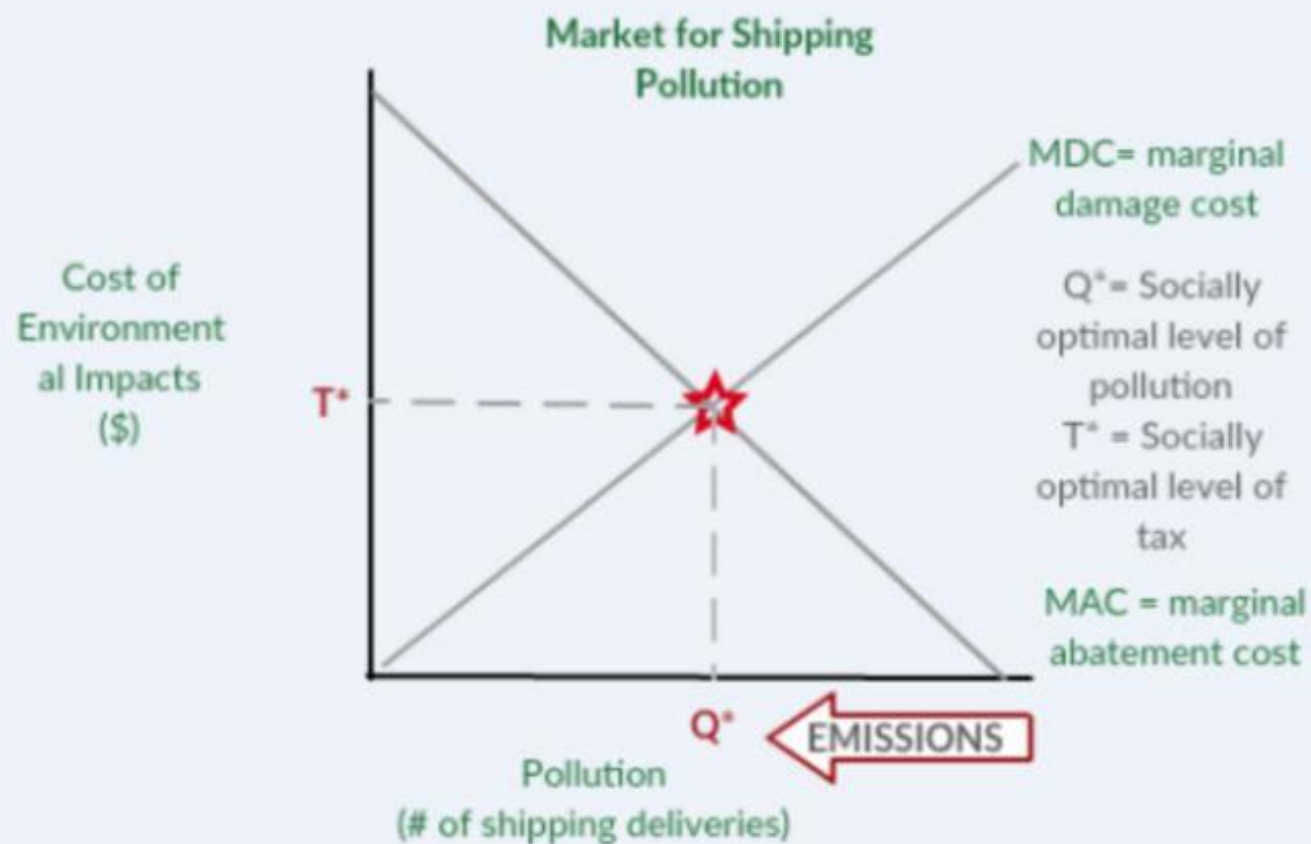 Market for Shipping
Pollution
MDC= marginal
damage cost
Cost of
Environment
al Impacts
($)
Q*= Socially
optimal level of
pollution
T* = Socially
optimal level of
tax
T*
MAC = marginal
abatement cost
Q*
EMISSIONS
Pollution
(# of shipping deliveries)